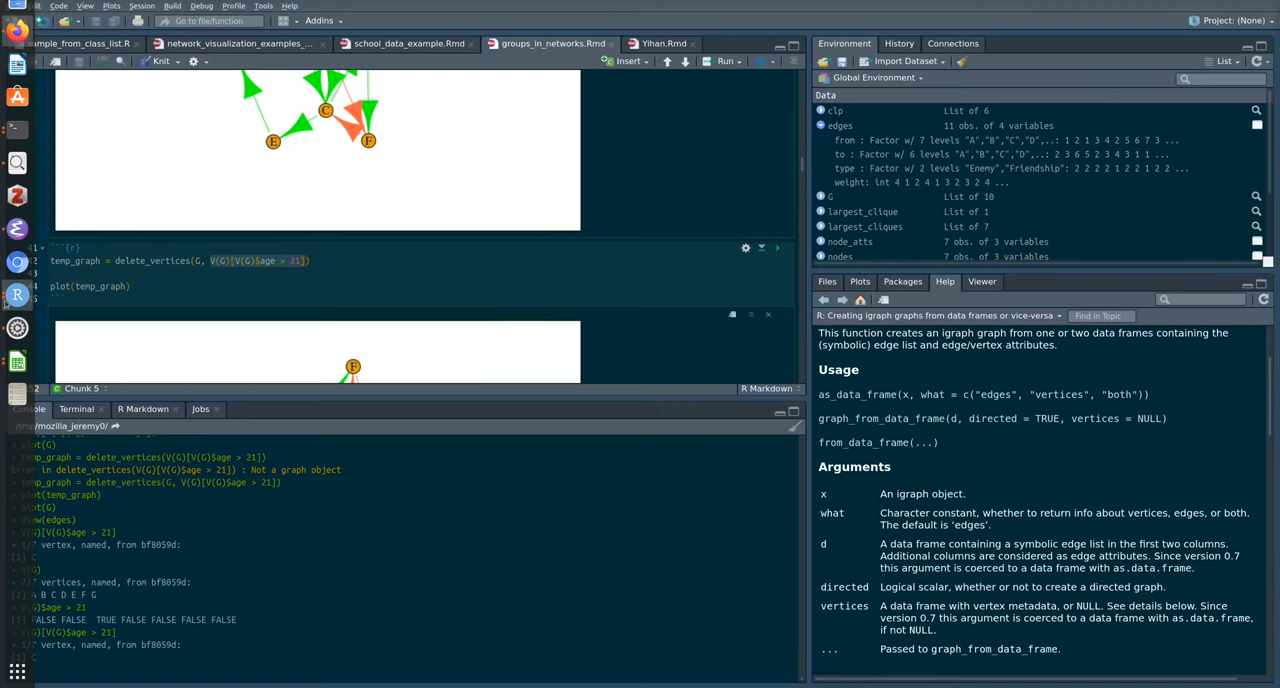 File Edit Code View Plots Session Build Debug Profile Tools Help
Go to file/function
Addins
Project: (None)
sample_from_class_list.R
network_visualization_examples_...
school_data_example.Rmd
groups_in_networks.Rmd
Yihan.Rmd
Knit
Insert
Run
C
E
F
41 ```{r}
42 temp_graph = delete_vertices(G, V(G)[V(G)$age > 21])
43
44 plot(temp_graph)
45 ```
F
52
Chunk 5
R Markdown
Console
Terminal
R Markdown
Jobs
/tmp/mozilla_jeremy0/
> plot(G)
> temp_graph = delete_vertices(V(G)[V(G)$age > 21])
Error in delete_vertices(V(G)[V(G)$age > 21]) : Not a graph object
> temp_graph = delete_vertices(G, V(G)[V(G)$age > 21])
> plot(temp_graph)
> plot(G)
> View(edges)
> V(G)[V(G)$age > 21]
+ 1/7 vertex, named, from bf8059d:
[1] C
> V(G)
+ 7/7 vertices, named, from bf8059d:
[1] A B C D E F G
> V(G)$age > 21
[1] FALSE FALSE  TRUE FALSE FALSE FALSE FALSE
> V(G)[V(G)$age > 21]
+ 1/7 vertex, named, from bf8059d:
[1] C
Environment
History
Connections
Import Dataset
List
Global Environment
Data
clp List of 6
edges 11 obs. of 4 variables
from : Factor w/ 7 levels "A","B","C","D",..: 1 2 1 3 4 2 5 6 7 3 ...
to : Factor w/ 6 levels "A","B","C","D",..: 2 3 6 5 2 3 4 3 1 1 ...
type : Factor w/ 2 levels "Enemy","Friendship": 2 2 2 2 1 2 2 1 2 2 ...
weight: int 4 1 2 4 1 3 2 3 2 4 ...
G List of 10
largest_clique List of 1
largest_cliques List of 7
node_atts 7 obs. of 3 variables
nodes 7 obs. of 3 variables
Files
Plots
Packages
Help
Viewer
R: Creating igraph graphs from data frames or vice-versa
Find in Topic
This function creates an igraph graph from one or two data frames containing the
(symbolic) edge list and edge/vertex attributes.
Usage
as_data_frame(x, what = c("edges", "vertices", "both"))
graph_from_data_frame(d, directed = TRUE, vertices = NULL)
from_data_frame(...)
Arguments
x An igraph object.
what Character constant, whether to return info about vertices, edges, or both.
The default is ‘edges’.
d A data frame containing a symbolic edge list in the first two columns.
Additional columns are considered as edge attributes. Since version 0.7
this argument is coerced to a data frame with as.data.frame.
directed Logical scalar, whether or not to create a directed graph.
vertices A data frame with vertex metadata, or NULL. See details below. Since
version 0.7 this argument is coerced to a data frame with as.data.frame,
if not NULL.
... Passed to graph_from_data_frame.